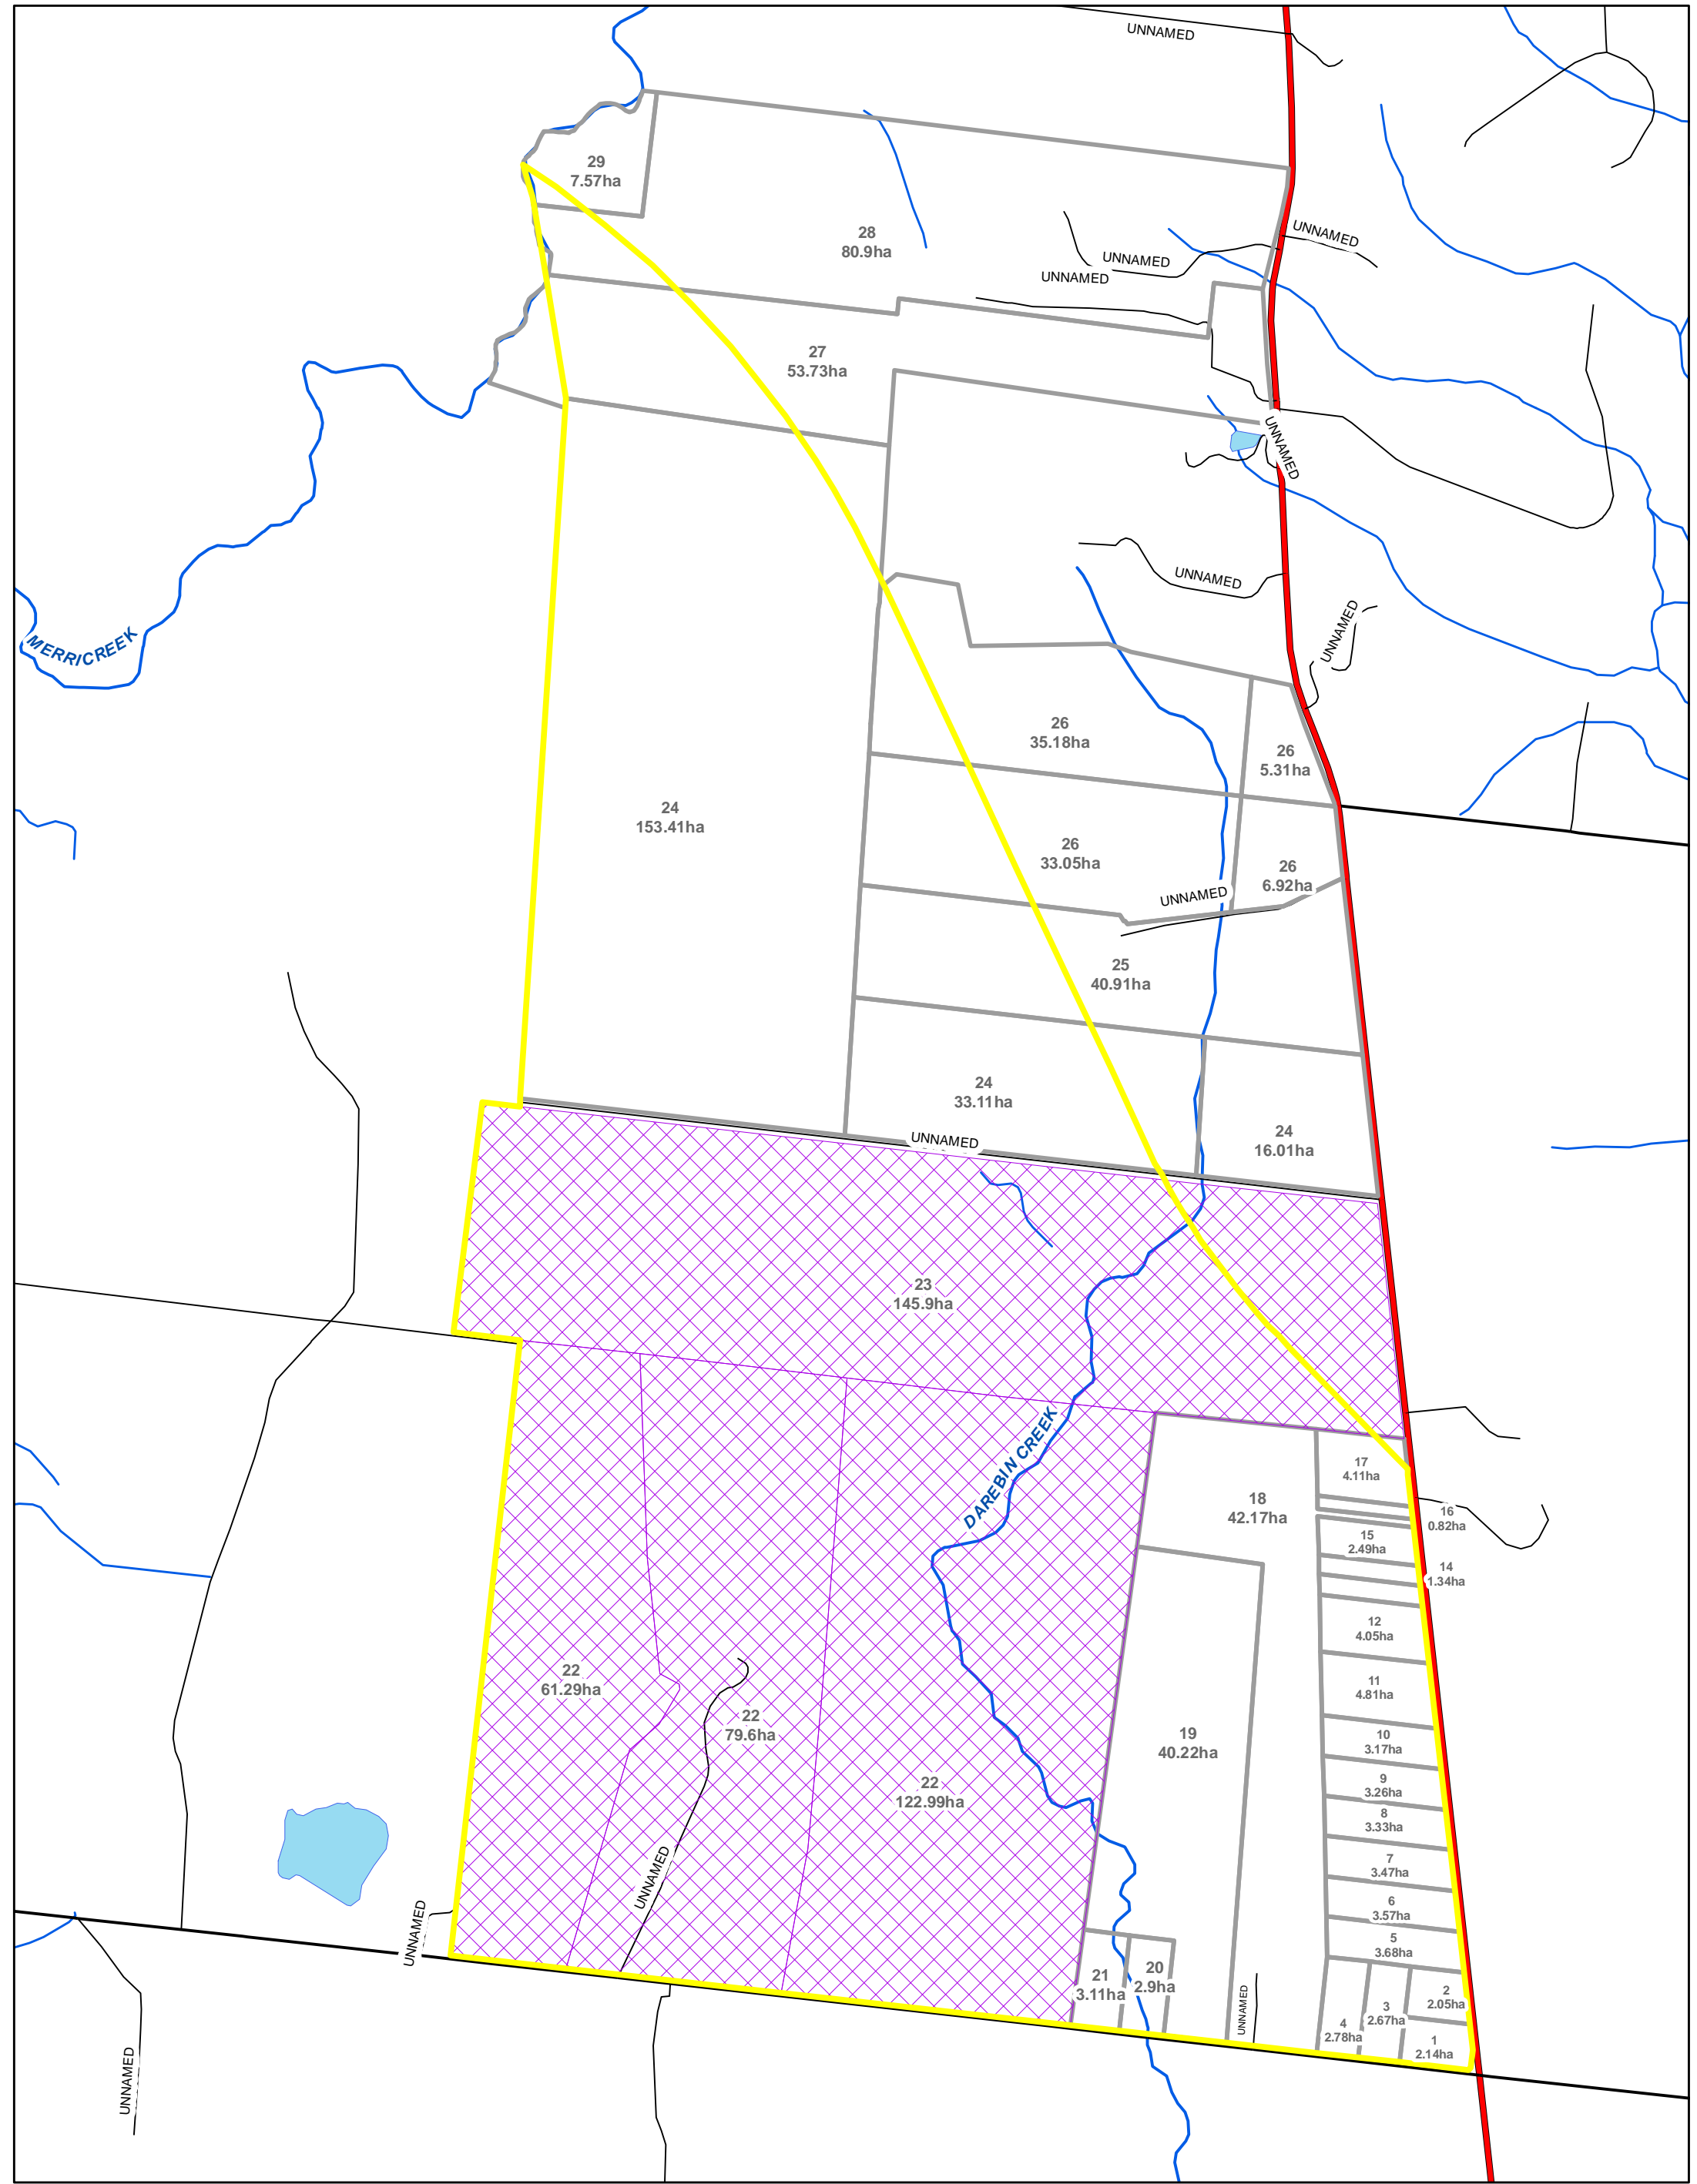 UNNAMED
29
7.57ha
28
80.9ha
UNNAMED
UNNAMED
UNNAMED
27
53.73ha
UNNAMED
UNNAMED
UNNAMED
MERRICREEK
26
35.18ha
26
5.31ha
24
153.41ha
26
33.05ha
26
6.92ha
UNNAMED
25
40.91ha
24
33.11ha
24
16.01ha
UNNAMED
23
145.9ha
DAREBIN CREEK
17
4.11ha
18
42.17ha
16
0.82ha
15
2.49ha
14
1.34ha
12
4.05ha
22
61.29ha
11
4.81ha
22
79.6ha
19
40.22ha
10
3.17ha
22
122.99ha
9
3.26ha
8
3.33ha
7
3.47ha
UNNAMED
6
3.57ha
UNNAMED
5
3.68ha
21
3.11ha
20
2.9ha
UNNAMED
2
2.05ha
3
2.67ha
4
2.78ha
1
2.14ha
UNNAMED